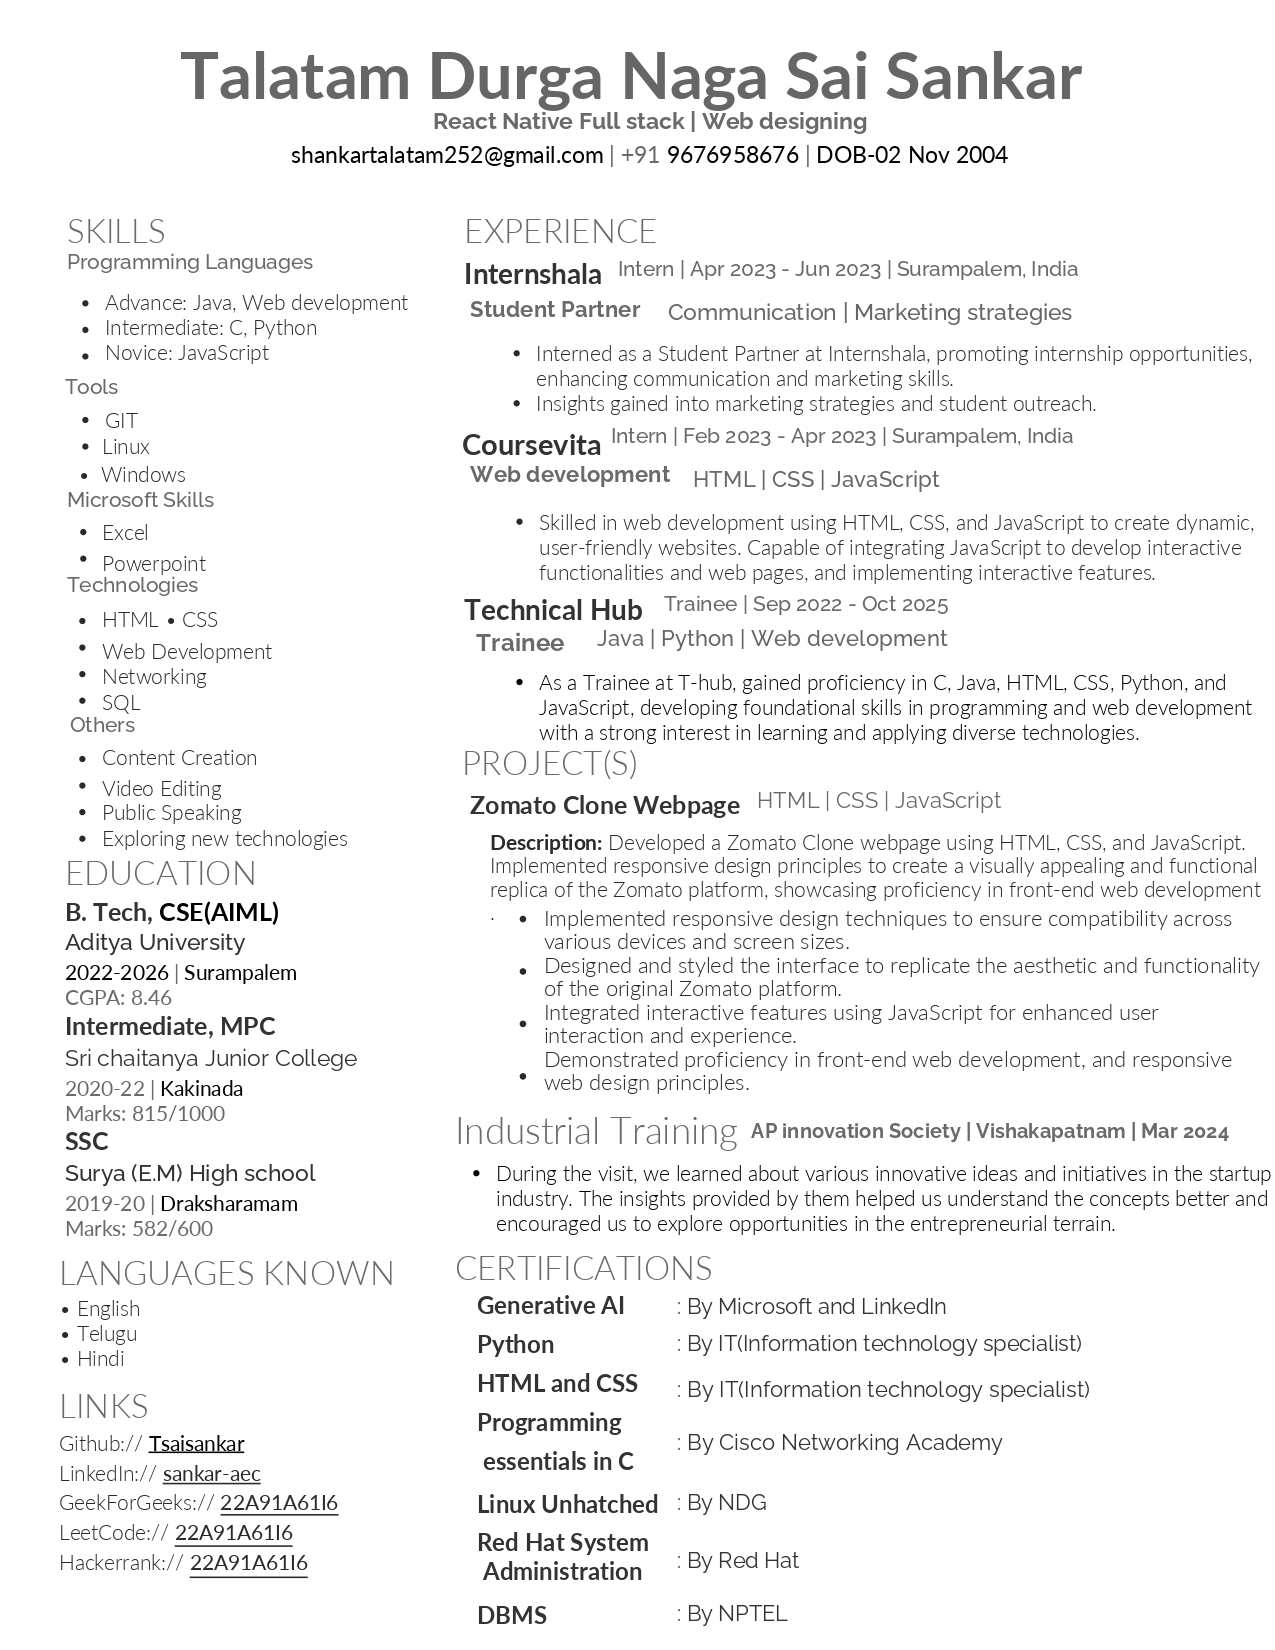 Talatam Durga Naga Sai Sankar
React Native Full stack | Web designing
shankartalatam252@gmail.com | +91 9676958676 | DOB-02 Nov 2004
SKILLS
Programming Languages
• Advance: Java, Web development
• Intermediate: C, Python
• Novice: JavaScript
Tools
• GIT
• Linux
• Windows
Microsoft Skills
• Excel
• Powerpoint
Technologies
• HTML • CSS
• Web Development
• Networking
• SQL
Others
• Content Creation
• Video Editing
• Public Speaking
• Exploring new technologies
EDUCATION
B. Tech, CSE(AIML)
Aditya University
2022-2026 | Surampalem
CGPA: 8.46
Intermediate, MPC
Sri chaitanya Junior College
2020-22 | Kakinada
Marks: 815/1000
SSC
Surya (E.M) High school
2019-20 | Draksharamam
Marks: 582/600
LANGUAGES KNOWN
• English
• Telugu
• Hindi
LINKS
Github:// Tsaisankar
LinkedIn:// sankar-aec
GeekForGeeks:// 22A91A61I6
LeetCode:// 22A91A61I6
Hackerrank:// 22A91A61I6
EXPERIENCE
Internshala Intern | Apr 2023 - Jun 2023 | Surampalem, India
Student Partner Communication | Marketing strategies
• Interned as a Student Partner at Internshala, promoting internship opportunities,
enhancing communication and marketing skills.
• Insights gained into marketing strategies and student outreach.
Coursevita Intern | Feb 2023 - Apr 2023 | Surampalem, India
Web development HTML | CSS | JavaScript
• Skilled in web development using HTML, CSS, and JavaScript to create dynamic,
user-friendly websites. Capable of integrating JavaScript to develop interactive
functionalities and web pages, and implementing interactive features.
Technical Hub Trainee | Sep 2022 - Oct 2025
Trainee Java | Python | Web development
• As a Trainee at T-hub, gained proficiency in C, Java, HTML, CSS, Python, and
JavaScript, developing foundational skills in programming and web development
with a strong interest in learning and applying diverse technologies.
PROJECT(S)
Zomato Clone Webpage HTML | CSS | JavaScript
Description: Developed a Zomato Clone webpage using HTML, CSS, and JavaScript.
Implemented responsive design principles to create a visually appealing and functional
replica of the Zomato platform, showcasing proficiency in front-end web development
. • Implemented responsive design techniques to ensure compatibility across
various devices and screen sizes.
• Designed and styled the interface to replicate the aesthetic and functionality
of the original Zomato platform.
• Integrated interactive features using JavaScript for enhanced user
interaction and experience.
• Demonstrated proficiency in front-end web development, and responsive
web design principles.
Industrial Training AP innovation Society | Vishakapatnam | Mar 2024
• During the visit, we learned about various innovative ideas and initiatives in the startup
industry. The insights provided by them helped us understand the concepts better and
encouraged us to explore opportunities in the entrepreneurial terrain.
CERTIFICATIONS
Generative AI : By Microsoft and LinkedIn
Python : By IT(Information technology specialist)
HTML and CSS : By IT(Information technology specialist)
Programming
essentials in C : By Cisco Networking Academy
Linux Unhatched : By NDG
Red Hat System
Administration : By Red Hat
DBMS : By NPTEL